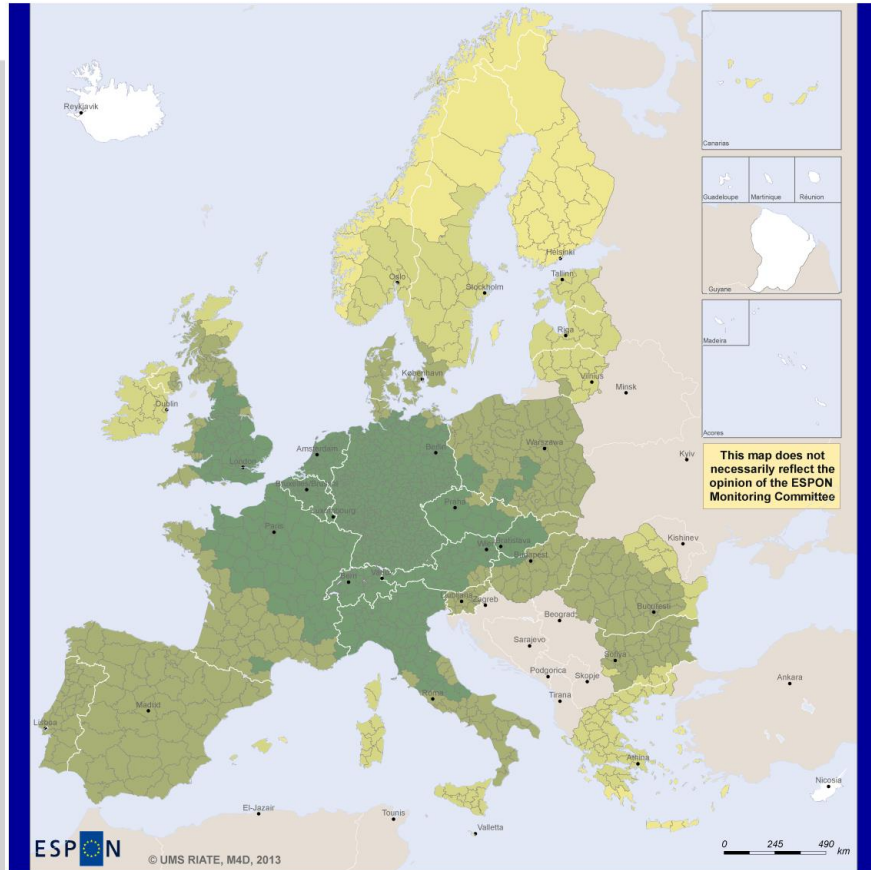 Reykjavik
Canarias
Guadeloupe
Martinique
Réunion
Guyane
Madeira
Acores
Helsinki
Tallinn
Oslo
Stockholm
Riga
København
Vilnius
Minsk
Dublin
This map does not
necessarily reflect the
opinion of the ESPON
Monitoring Committee
London
Amsterdam
Berlin
Warszawa
Kyiv
Praha
Paris
Kishinev
Bratislava
Budapest
Bern
Ljubljana
Zagreb
Bucuresti
Beograd
Sarajevo
Sofiya
Podgorica
Skopje
Tirana
Roma
Ankara
Madrid
Lisboa
Athina
Nicosia
El-Jazair
Tounis
Valletta
ESPON
© UMS RIATE, M4D, 2013
0 245 490 km